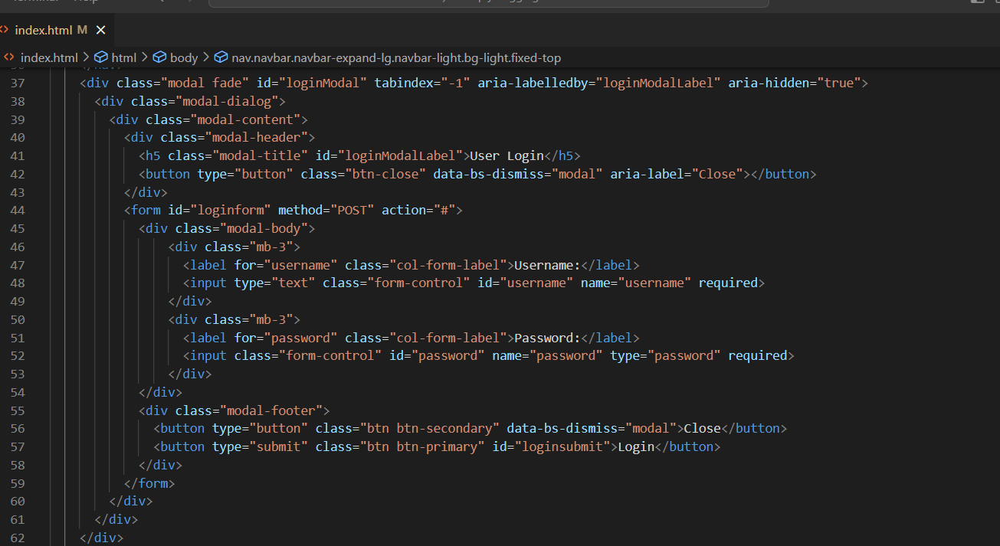 index.html M ×
index.html > html > body > nav.navbar.navbar-expand-lg.navbar-light.bg-light.fixed-top
37 <div class="modal fade" id="loginModal" tabindex="-1" aria-labelledby="loginModalLabel" aria-hidden="true">
38 <div class="modal-dialog">
39 <div class="modal-content">
40 <div class="modal-header">
41 <h5 class="modal-title" id="loginModalLabel">User Login</h5>
42 <button type="button" class="btn-close" data-bs-dismiss="modal" aria-label="Close"></button>
43 </div>
44 <form id="loginform" method="POST" action="#">
45 <div class="modal-body">
46 <div class="mb-3">
47 <label for="username" class="col-form-label">Username:</label>
48 <input type="text" class="form-control" id="username" name="username" required>
49 </div>
50 <div class="mb-3">
51 <label for="password" class="col-form-label">Password:</label>
52 <input class="form-control" id="password" name="password" type="password" required>
53 </div>
54 </div>
55 <div class="modal-footer">
56 <button type="button" class="btn btn-secondary" data-bs-dismiss="modal">Close</button>
57 <button type="submit" class="btn btn-primary" id="loginsubmit">Login</button>
58 </div>
59 </form>
60 </div>
61 </div>
62 </div>